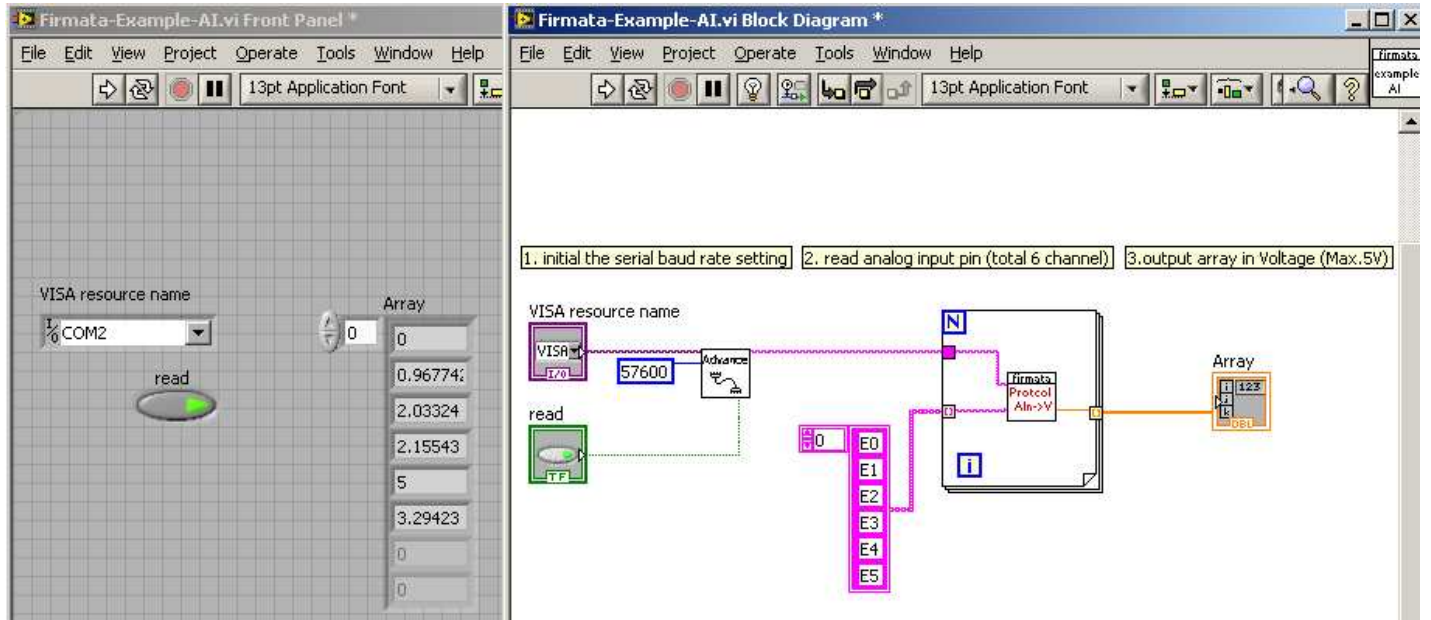 Firmata-Example-AI.vi Front Panel *
File Edit View Project Operate Tools Window Help
13pt Application Font
VISA resource name
I/O COM2
read
Array
0
0
0.967742
2.03324
2.15543
5
3.29423
0
0
Firmata-Example-AI.vi Block Diagram *
File Edit View Project Operate Tools Window Help
13pt Application Font
firmata
example
AI
1. initial the serial baud rate setting
2. read analog input pin (total 6 channel)
3.output array in Voltage (Max.5V)
VISA resource name
VISA
I/O
57600
Advance
read
TF
0
E0
E1
E2
E3
E4
E5
N
firmata
Protcol
AIn->V
i
Array
i 123
j
k
DBL